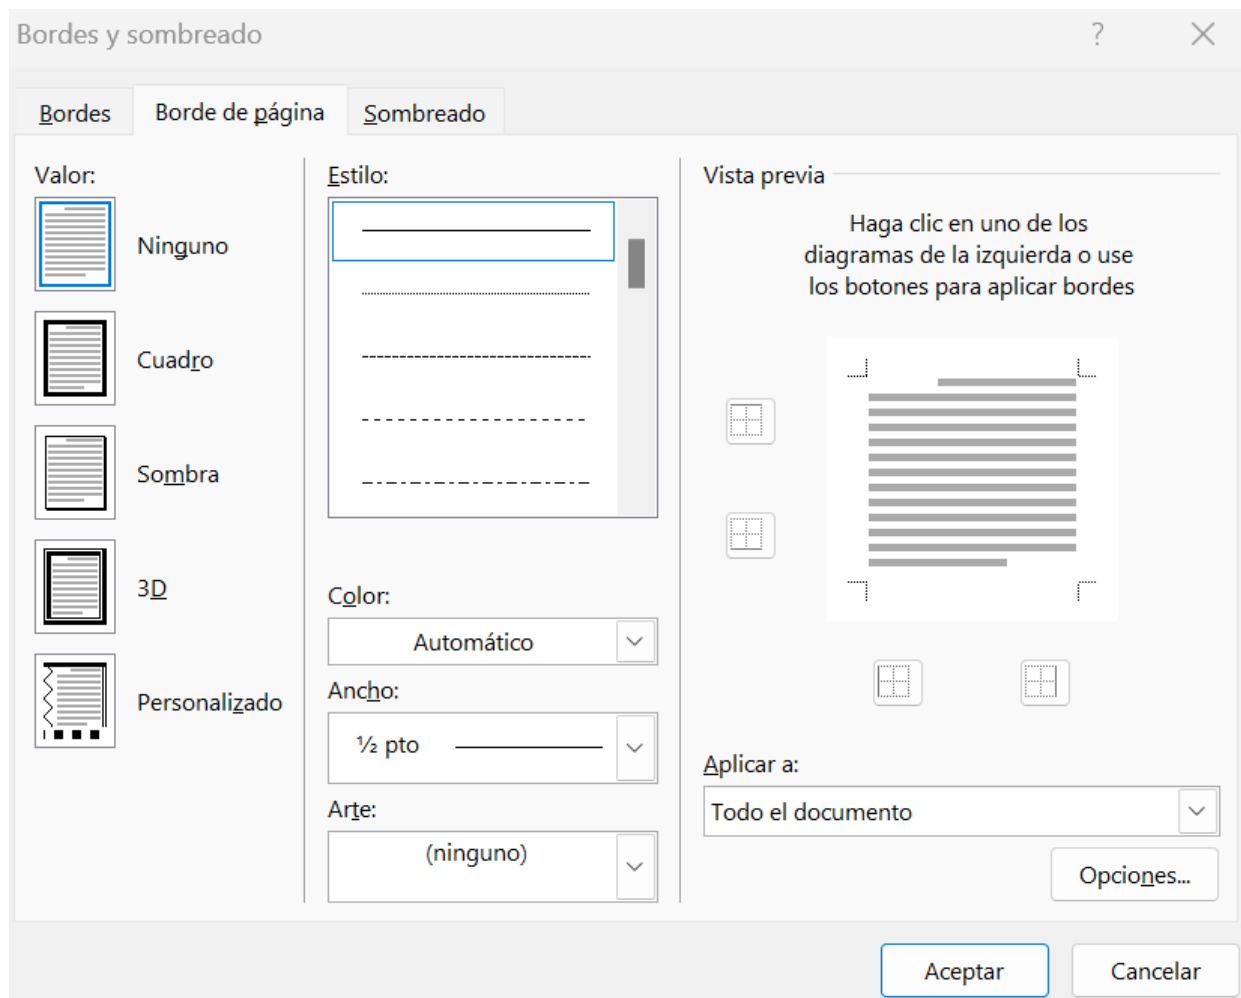 Bordes y sombreado
Bordes
Borde de página
Sombreado
Valor:
Ninguno
Cuadro
Sombra
3D
Personalizado
Estilo:
Color:
Automático
Ancho:
½ pto
Arte:
(ninguno)
Vista previa
Haga clic en uno de los
diagramas de la izquierda o use
los botones para aplicar bordes
Aplicar a:
Todo el documento
Opciones...
Aceptar
Cancelar